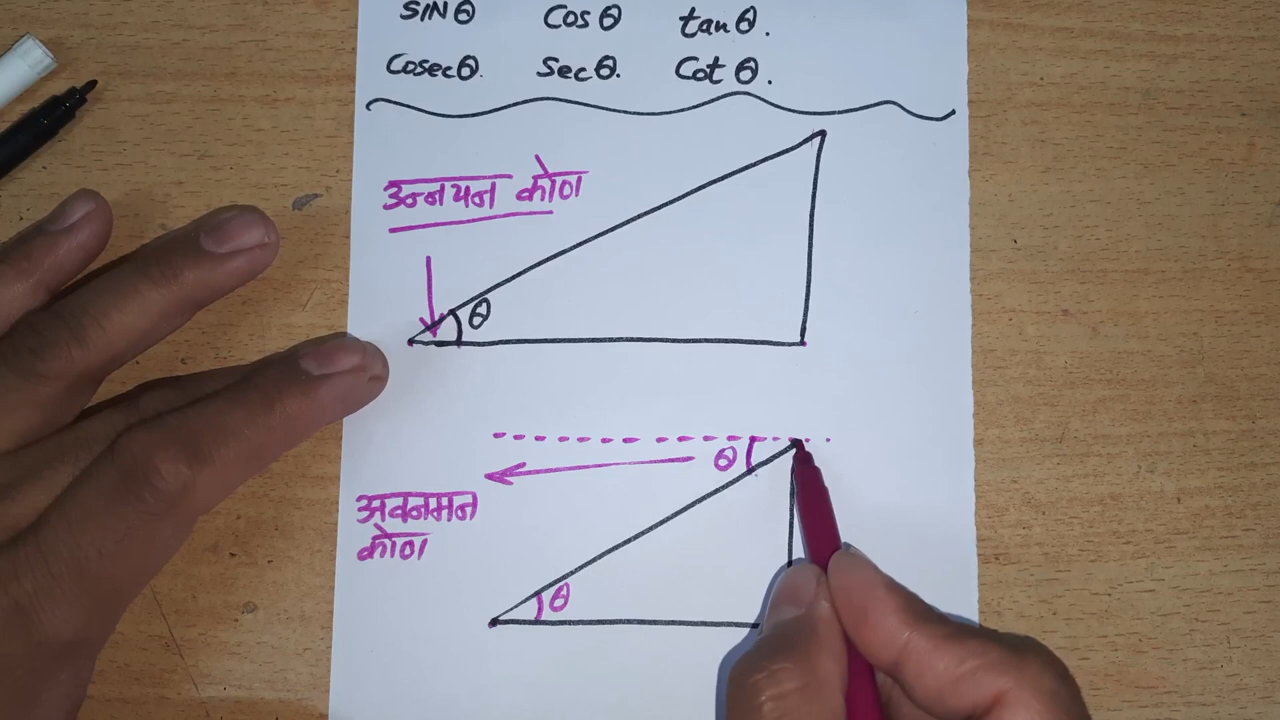 SIN θ Cos θ tan θ.
Cosec θ. Sec θ. Cot θ.
उन्नयन कोण
θ
θ
अवनमन
कोण
θ